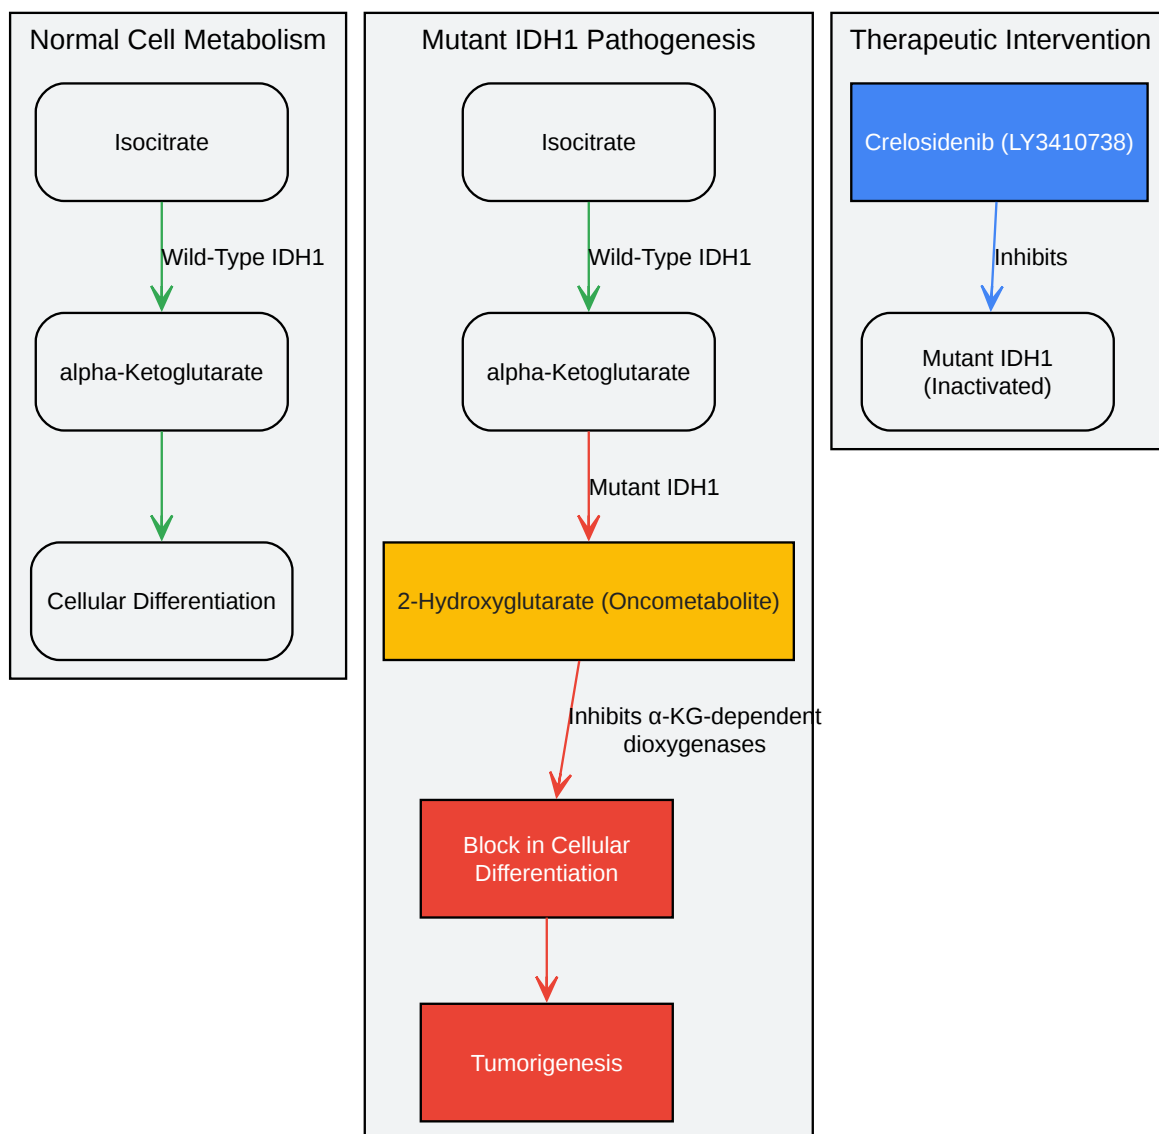 Normal Cell Metabolism
Isocitrate
Wild-Type IDH1
alpha-Ketoglutarate
Cellular Differentiation
Mutant IDH1 Pathogenesis
Isocitrate
Wild-Type IDH1
alpha-Ketoglutarate
Mutant IDH1
2-Hydroxyglutarate (Oncometabolite)
Inhibits α-KG-dependent
dioxygenases
Block in Cellular
Differentiation
Tumorigenesis
Therapeutic Intervention
Crelosidenib (LY3410738)
Inhibits
Mutant IDH1
(Inactivated)